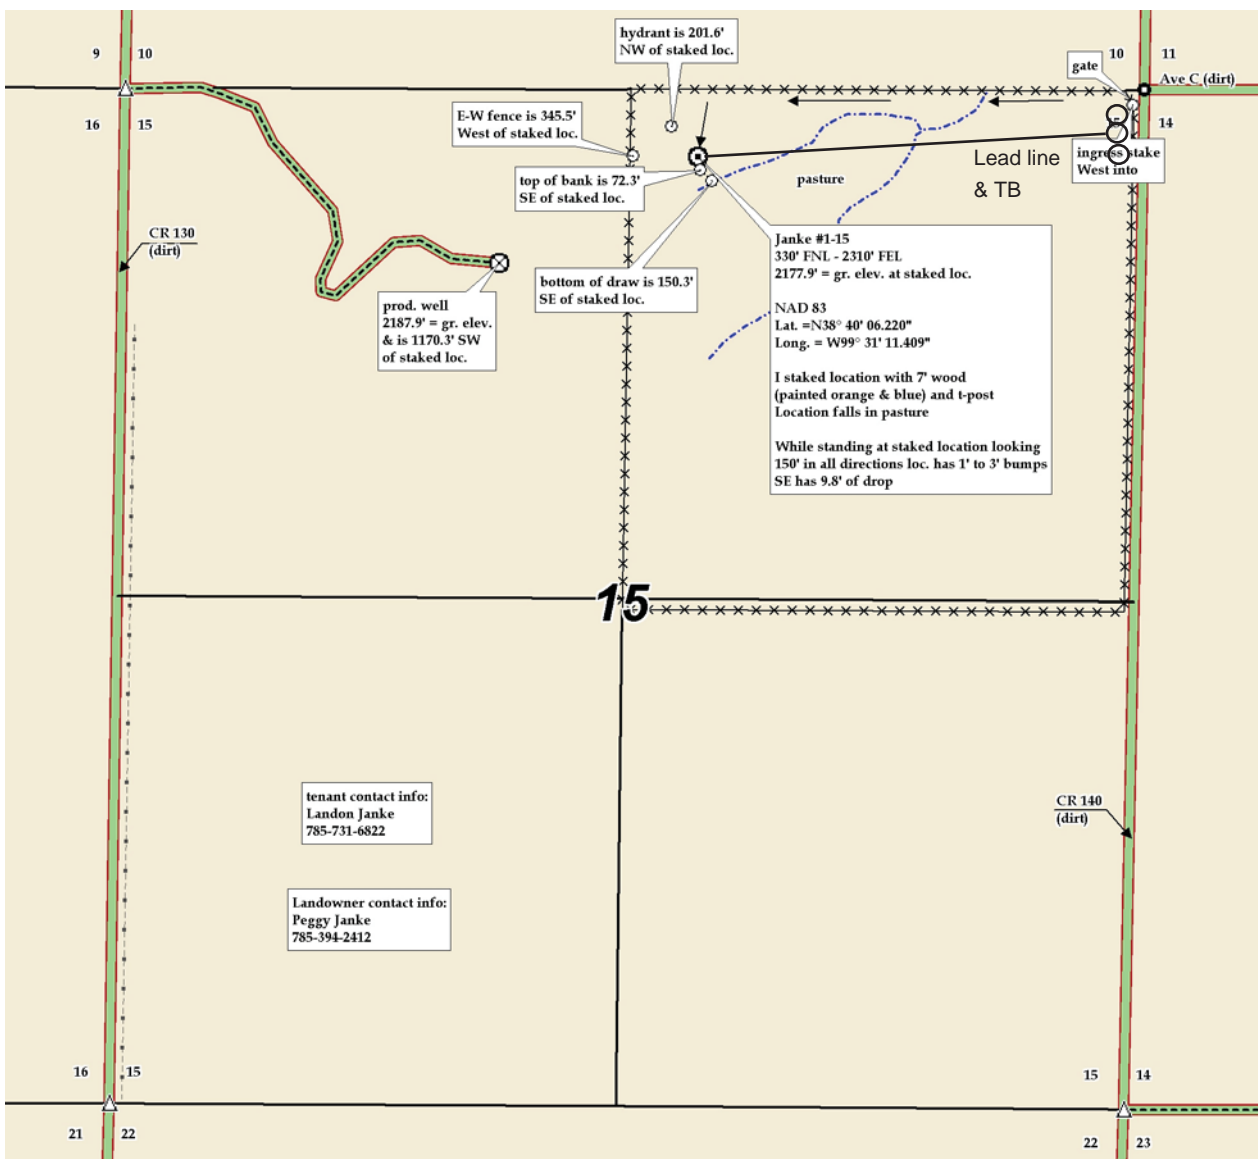 hydrant is 201.6'
NW of staked loc.
9 10
10 11
gate
Ave C (dirt)
16 15
15
14
E-W fence is 345.5'
West of staked loc.
ingress stake
West into
Lead line
& TB
top of bank is 72.3'
SE of staked loc.
pasture
CR 130
(dirt)
Janke #1-15
330' FNL - 2310' FEL
2177.9' = gr. elev. at staked loc.
NAD 83
Lat. =N38° 40' 06.220"
Long. = W99° 31' 11.409"
I staked location with 7' wood
(painted orange & blue) and t-post
Location falls in pasture
While standing at staked location looking
150' in all directions loc. has 1' to 3' bumps
SE has 9.8' of drop
bottom of draw is 150.3'
SE of staked loc.
prod. well
2187.9' = gr. elev.
& is 1170.3' SW
of staked loc.
15
tenant contact info:
Landon Janke
785-731-6822
CR 140
(dirt)
Landowner contact info:
Peggy Janke
785-394-2412
16 15
15 14
21 22
22 23